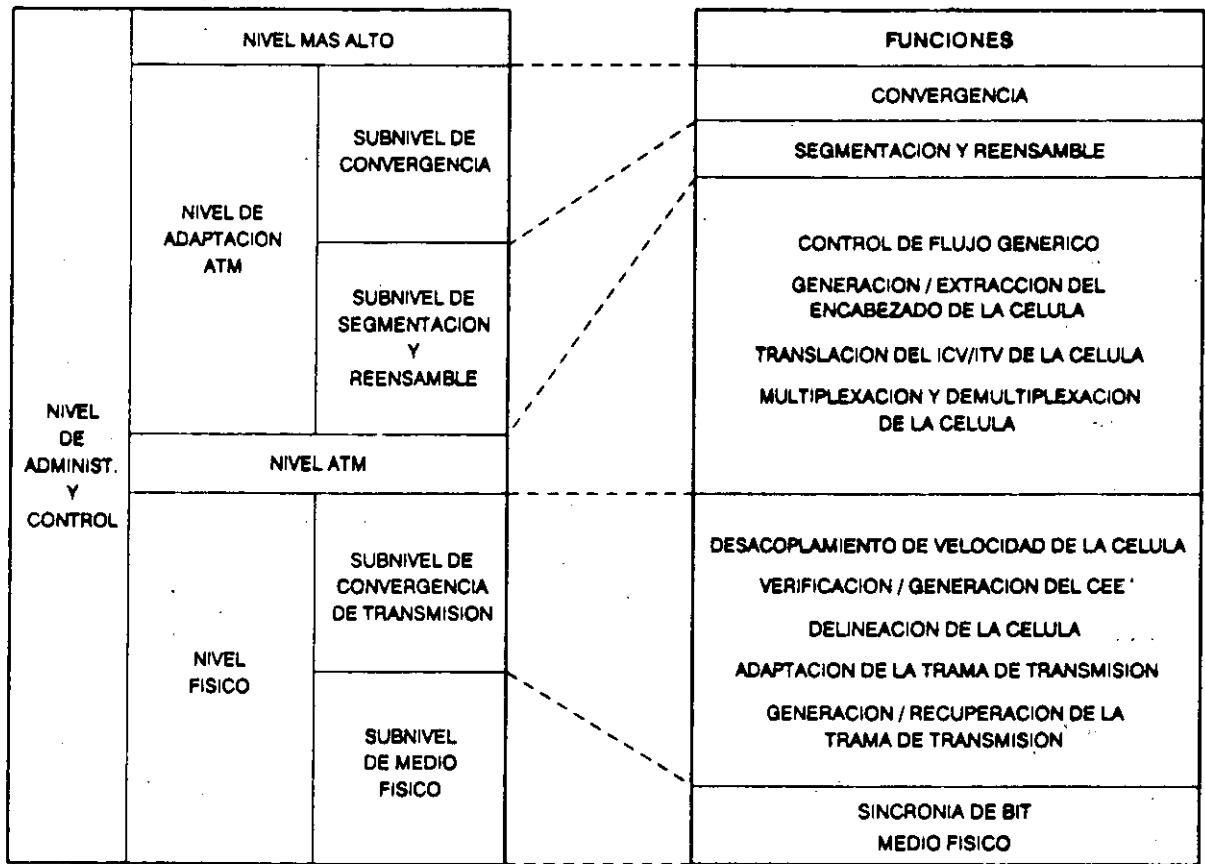 NIVEL MAS ALTO
SUBNIVEL DE
CONVERGENCIA
NIVEL DE
ADAPTACION
ATM
SUBNIVEL DE
SEGMENTACION
Y
REENSAMBLE
NIVEL
DE
ADMINIST.
Y
CONTROL
NIVEL ATM
SUBNIVEL DE
CONVERGENCIA
DE TRANSMISION
NIVEL
FISICO
SUBNIVEL
DE MEDIO
FISICO
FUNCIONES
CONVERGENCIA
SEGMENTACION Y REENSAMBLE
CONTROL DE FLUJO GENERICO
GENERACION / EXTRACCION DEL
ENCABEZADO DE LA CELULA
TRANSLACION DEL ICV/ITV DE LA CELULA
MULTIPLEXACION Y DEMULTIPLEXACION
DE LA CELULA
DESACOPLAMIENTO DE VELOCIDAD DE LA CELULA
VERIFICACION / GENERACION DEL CEE
DELINEACION DE LA CELULA
ADAPTACION DE LA TRAMA DE TRANSMISION
GENERACION / RECUPERACION DE LA
TRAMA DE TRANSMISION
SINCRONIA DE BIT
MEDIO FISICO